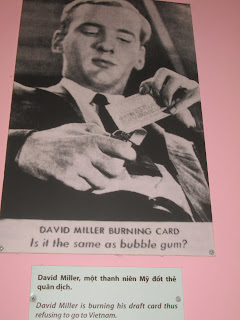 DAVID MILLER BURNING CARD
Is it the same as bubble gum?
David Miller, một thanh niên Mỹ đốt thẻ
quân dịch.
David Miller is burning his draft card thus
refusing to go to Vietnam.